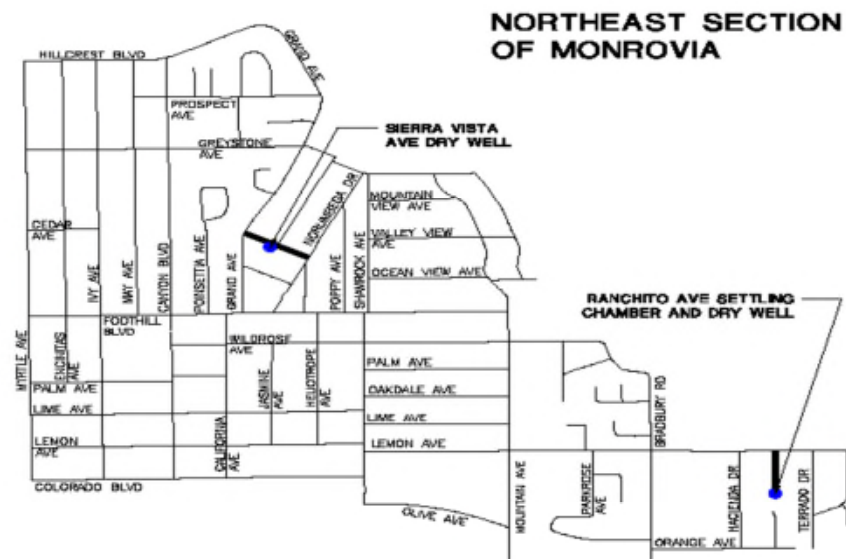 NORTHEAST SECTION
OF MONROVIA
HILLCREST BLVD
GRAND AVE
PROSPECT
AVE
GREYSTONE
AVE
SIERRA VISTA
AVE DRY WELL
NORUMBEGA DR
MOUNTAIN
VIEW AVE
CEDAR
AVE
VALLEY VIEW
AVE
IVY AVE
MAY AVE
CANYON BLVD
POINSETTIA AVE
GRAND AVE
POPPY AVE
SHAMROCK AVE
OCEAN VIEW AVE
RANCHITO AVE SETTLING
CHAMBER AND DRY WELL
FOOTHILL
BLVD
MYRTLE AVE
ENCINITAS
AVE
WILDROSE
AVE
PALM AVE
PALM AVE
JASMINE
AVE
HELIOTROPE
AVE
OAKDALE AVE
BRADBURY RD
LIME AVE
LIME AVE
LEMON
AVE
CALIFORNIA
AVE
LEMON AVE
COLORADO BLVD
OLIVE AVE
MOUNTAIN AVE
PARKROSE
AVE
HACIENDA DR
TERRADO DR
ORANGE AVE